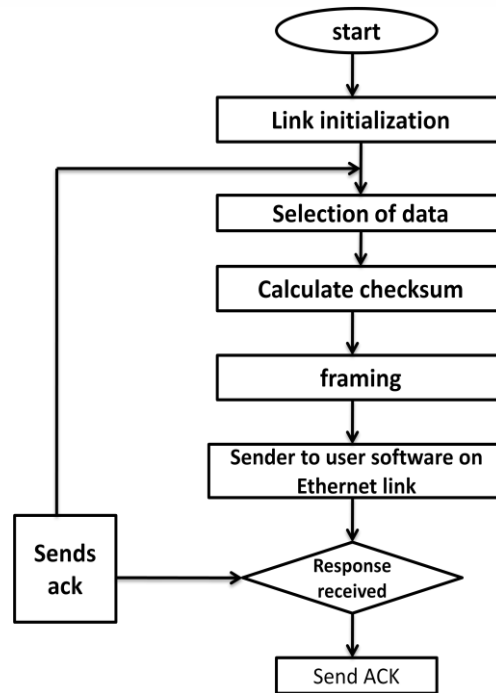 start
Link initialization
Selection of data
Calculate checksum
framing
Sender to user software on
Ethernet link
Sends
ack
Response
received
Send ACK